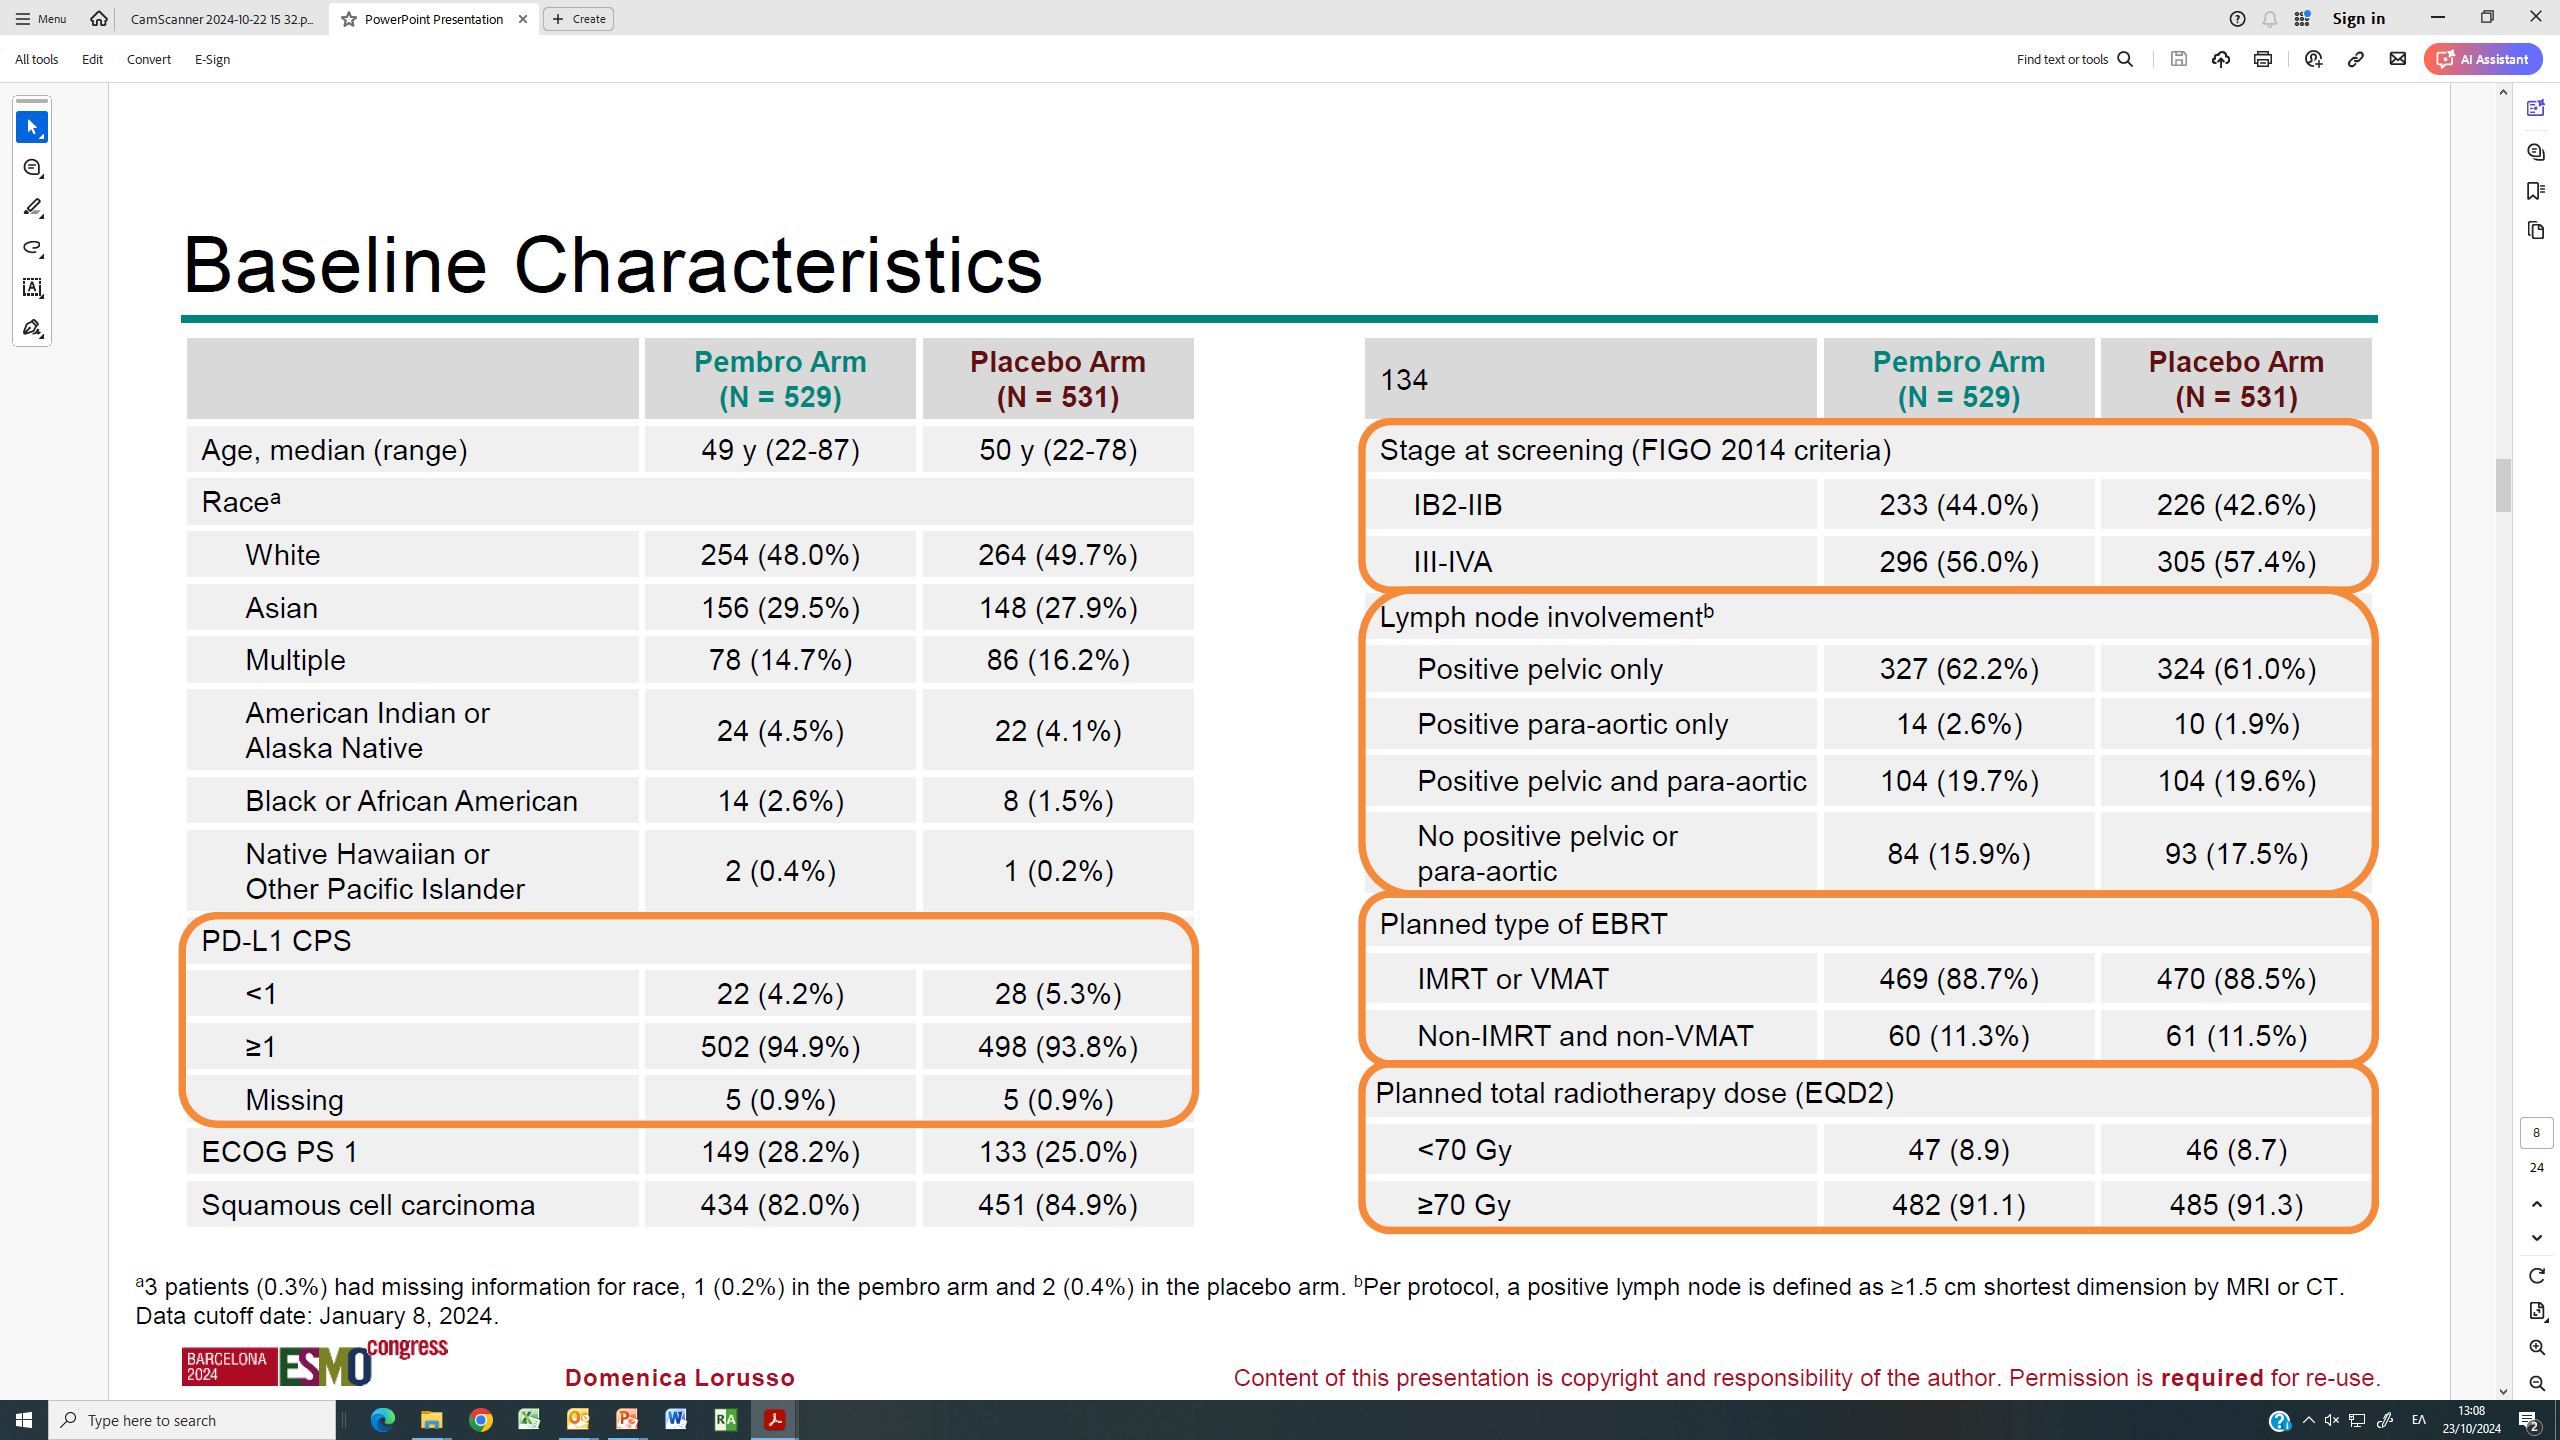 Menu
CamScanner 2024-10-22 15 32.p...
PowerPoint Presentation
Create
Sign in
All tools
Edit
Convert
E-Sign
Find text or tools
AI Assistant
Baseline Characteristics
Pembro Arm
(N = 529)
Placebo Arm
(N = 531)
Age, median (range) 49 y (22-87) 50 y (22-78)
Raceᵃ
White 254 (48.0%) 264 (49.7%)
Asian 156 (29.5%) 148 (27.9%)
Multiple 78 (14.7%) 86 (16.2%)
American Indian or
Alaska Native 24 (4.5%) 22 (4.1%)
Black or African American 14 (2.6%) 8 (1.5%)
Native Hawaiian or
Other Pacific Islander 2 (0.4%) 1 (0.2%)
PD-L1 CPS
<1 22 (4.2%) 28 (5.3%)
≥1 502 (94.9%) 498 (93.8%)
Missing 5 (0.9%) 5 (0.9%)
ECOG PS 1 149 (28.2%) 133 (25.0%)
Squamous cell carcinoma 434 (82.0%) 451 (84.9%)
134
Pembro Arm
(N = 529)
Placebo Arm
(N = 531)
Stage at screening (FIGO 2014 criteria)
IB2-IIB 233 (44.0%) 226 (42.6%)
III-IVA 296 (56.0%) 305 (57.4%)
Lymph node involvementᵇ
Positive pelvic only 327 (62.2%) 324 (61.0%)
Positive para-aortic only 14 (2.6%) 10 (1.9%)
Positive pelvic and para-aortic 104 (19.7%) 104 (19.6%)
No positive pelvic or
para-aortic 84 (15.9%) 93 (17.5%)
Planned type of EBRT
IMRT or VMAT 469 (88.7%) 470 (88.5%)
Non-IMRT and non-VMAT 60 (11.3%) 61 (11.5%)
Planned total radiotherapy dose (EQD2)
<70 Gy 47 (8.9) 46 (8.7)
≥70 Gy 482 (91.1) 485 (91.3)
ᵃ3 patients (0.3%) had missing information for race, 1 (0.2%) in the pembro arm and 2 (0.4%) in the placebo arm. ᵇPer protocol, a positive lymph node is defined as ≥1.5 cm shortest dimension by MRI or CT.
Data cutoff date: January 8, 2024.
BARCELONA
2024
ESMO congress
Domenica Lorusso
Content of this presentation is copyright and responsibility of the author. Permission is required for re-use.
8
24
Type here to search
RA
ΕΛ
13:08
23/10/2024
2